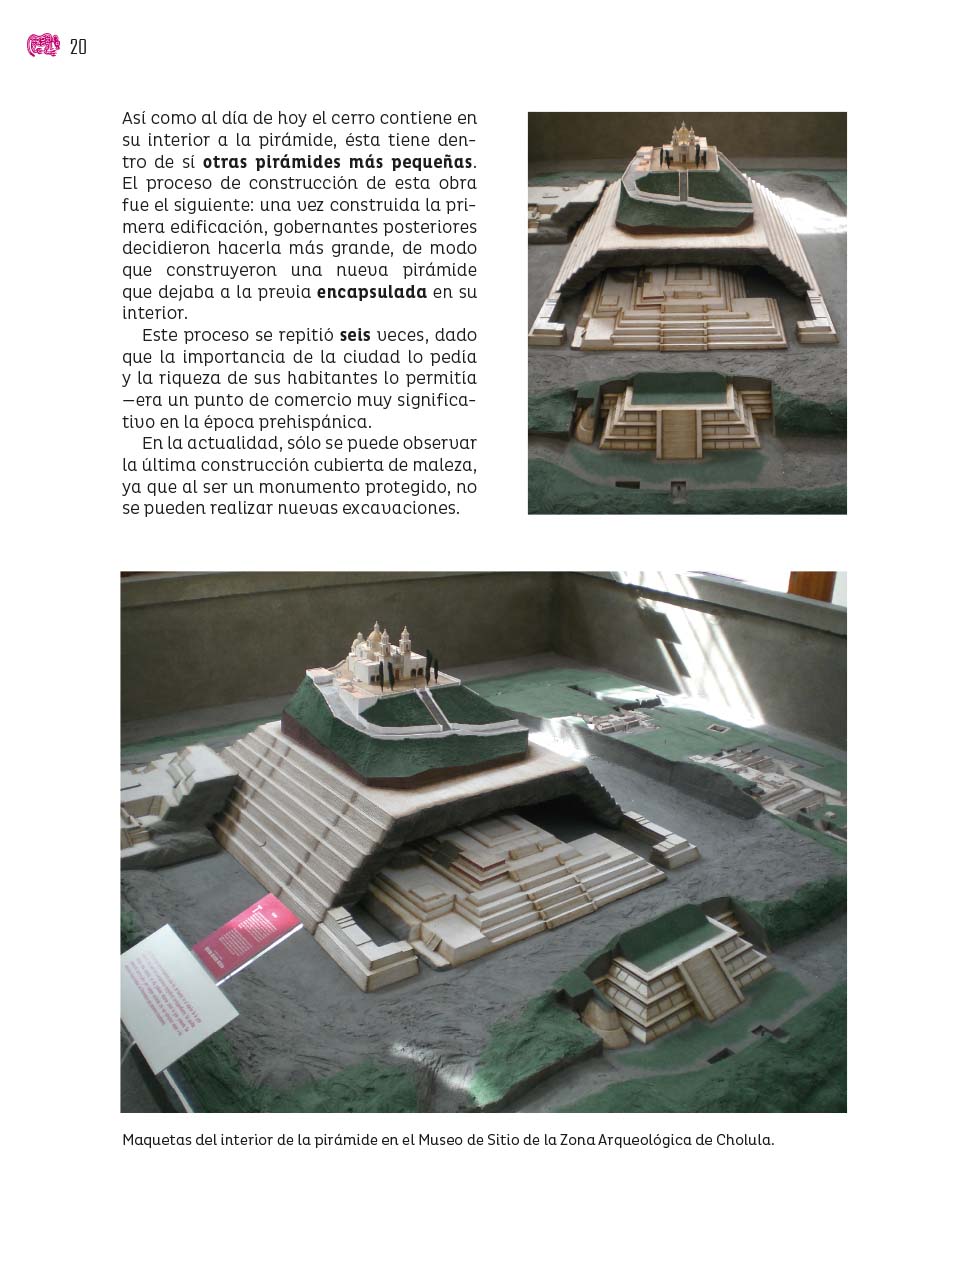 20
Así como al día de hoy el cerro contiene en
su interior a la pirámide, ésta tiene den-
tro de sí otras pirámides más pequeñas.
El proceso de construcción de esta obra
fue el siguiente: una vez construida la pri-
mera edificación, gobernantes posteriores
decidieron hacerla más grande, de modo
que construyeron una nueva pirámide
que dejaba a la previa encapsulada en su
interior.
Este proceso se repitió seis veces, dado
que la importancia de la ciudad lo pedía
y la riqueza de sus habitantes lo permitía
—era un punto de comercio muy significa-
tivo en la época prehispánica.
En la actualidad, sólo se puede observar
la última construcción cubierta de maleza,
ya que al ser un monumento protegido, no
se pueden realizar nuevas excavaciones.
Maquetas del interior de la pirámide en el Museo de Sitio de la Zona Arqueológica de Cholula.